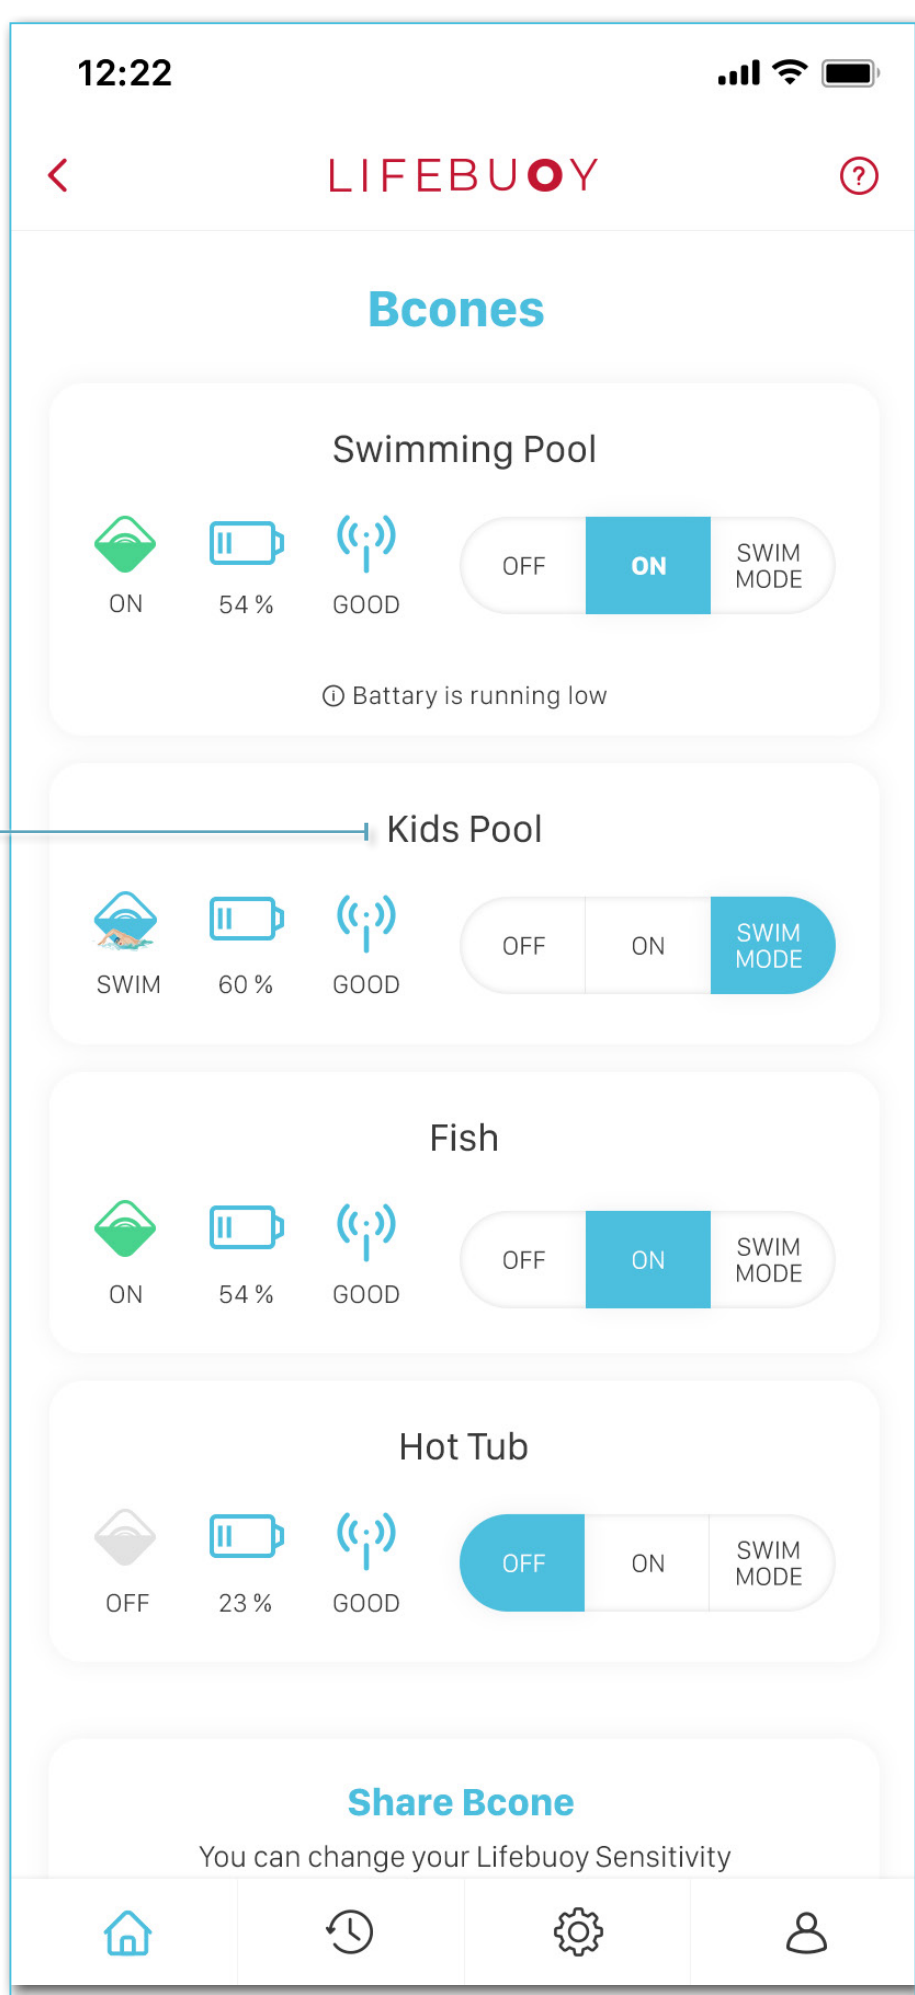 12:22
LIFEBUOY
?
Bcones
Swimming Pool
ON
54 %
GOOD
OFF
ON
SWIM
MODE
Battary is running low
Kids Pool
SWIM
60 %
GOOD
OFF
ON
SWIM
MODE
Fish
ON
54 %
GOOD
OFF
ON
SWIM
MODE
Hot Tub
OFF
23 %
GOOD
OFF
ON
SWIM
MODE
Share Bcone
You can change your Lifebuoy Sensitivity